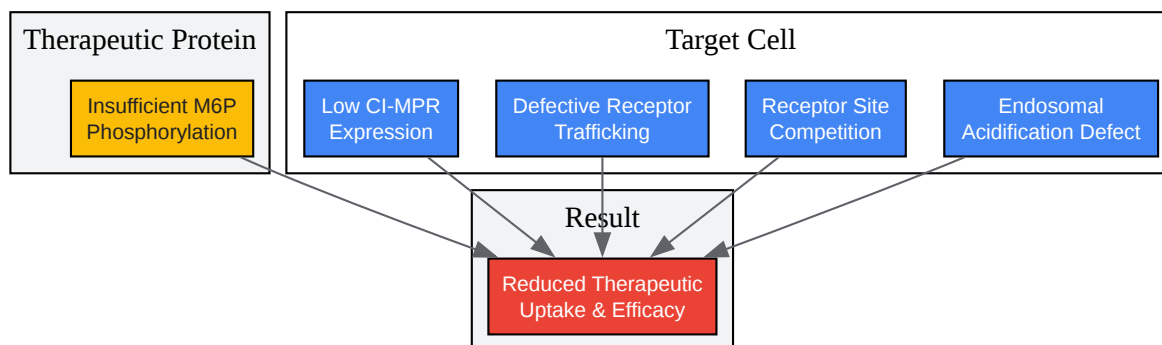 Therapeutic Protein
Target Cell
Insufficient M6P
Phosphorylation
Low CI-MPR
Expression
Defective Receptor
Trafficking
Receptor Site
Competition
Endosomal
Acidification Defect
Result
Reduced Therapeutic
Uptake & Efficacy